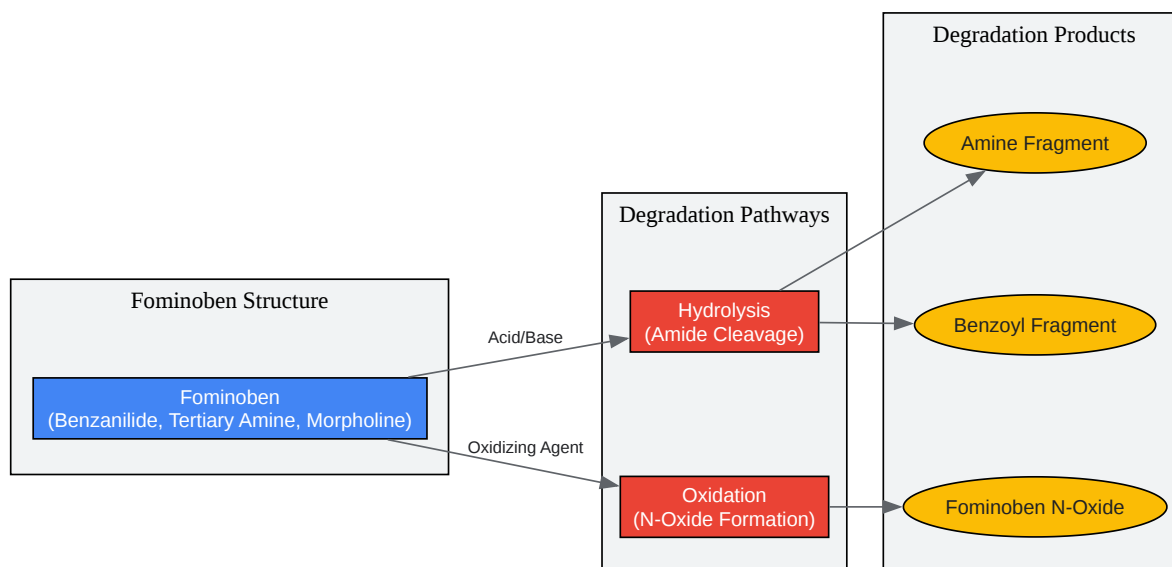 Fominoben Structure
Fominoben
(Benzanilide, Tertiary Amine, Morpholine)
Acid/Base
Oxidizing Agent
Degradation Pathways
Hydrolysis
(Amide Cleavage)
Oxidation
(N-Oxide Formation)
Degradation Products
Amine Fragment
Benzoyl Fragment
Fominoben N-Oxide